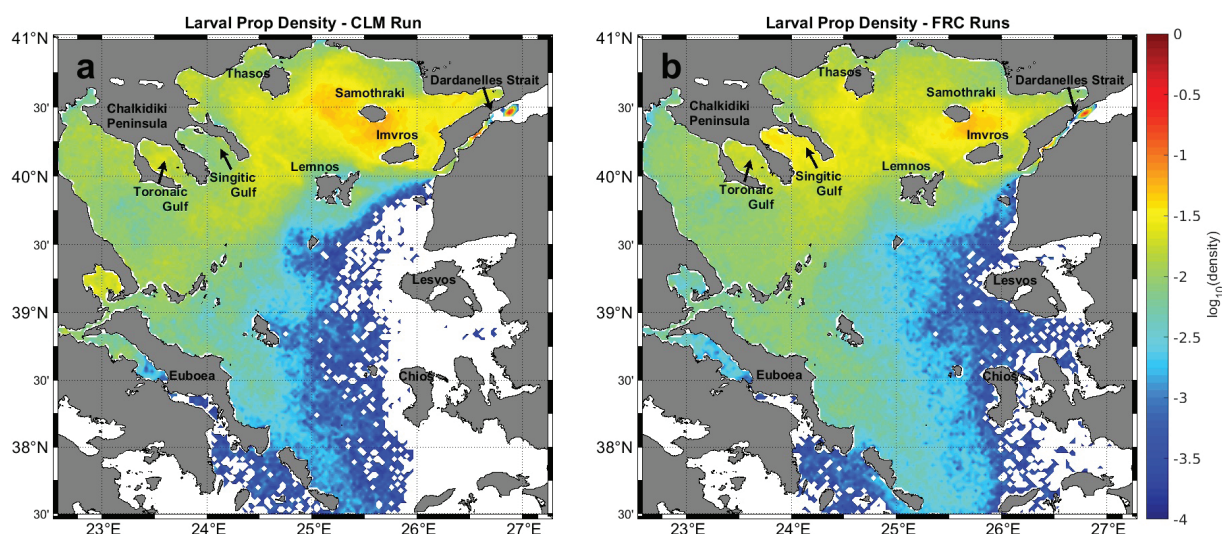 Larval Prop Density - CLM Run
41°N
30'
40°N
30'
39°N
30'
38°N
30'
23°E
24°E
25°E
26°E
27°E
a
Thasos
Dardanelles Strait
Samothraki
Chalkidiki
Peninsula
Imvros
Lemnos
Toronaic
Gulf
Singitic
Gulf
Lesvos
Euboea
Chios
Larval Prop Density - FRC Runs
41°N
30'
40°N
30'
39°N
30'
38°N
30'
23°E
24°E
25°E
26°E
27°E
b
Thasos
Dardanelles Strait
Samothraki
Chalkidiki
Peninsula
Imvros
Lemnos
Toronaic
Gulf
Singitic
Gulf
Lesvos
Euboea
Chios
0
-0.5
-1
-1.5
-2
-2.5
-3
-3.5
-4
log10(density)